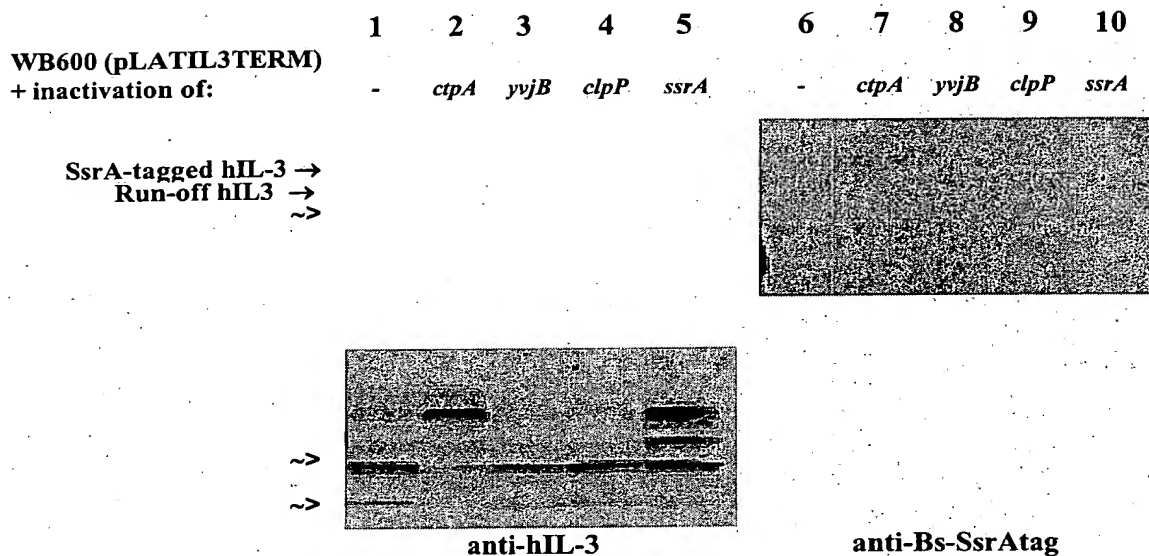 1 2 3 4 5 6 7 8 9 10
WB600 (pLATIL3TERM)
+ inactivation of: - ctpA yvjB clpP ssrA - ctpA yvjB clpP ssrA
SsrA-tagged hIL-3 →
Run-off hIL3 →
~>
~>
~>
anti-hIL-3 anti-Bs-SsrAtag